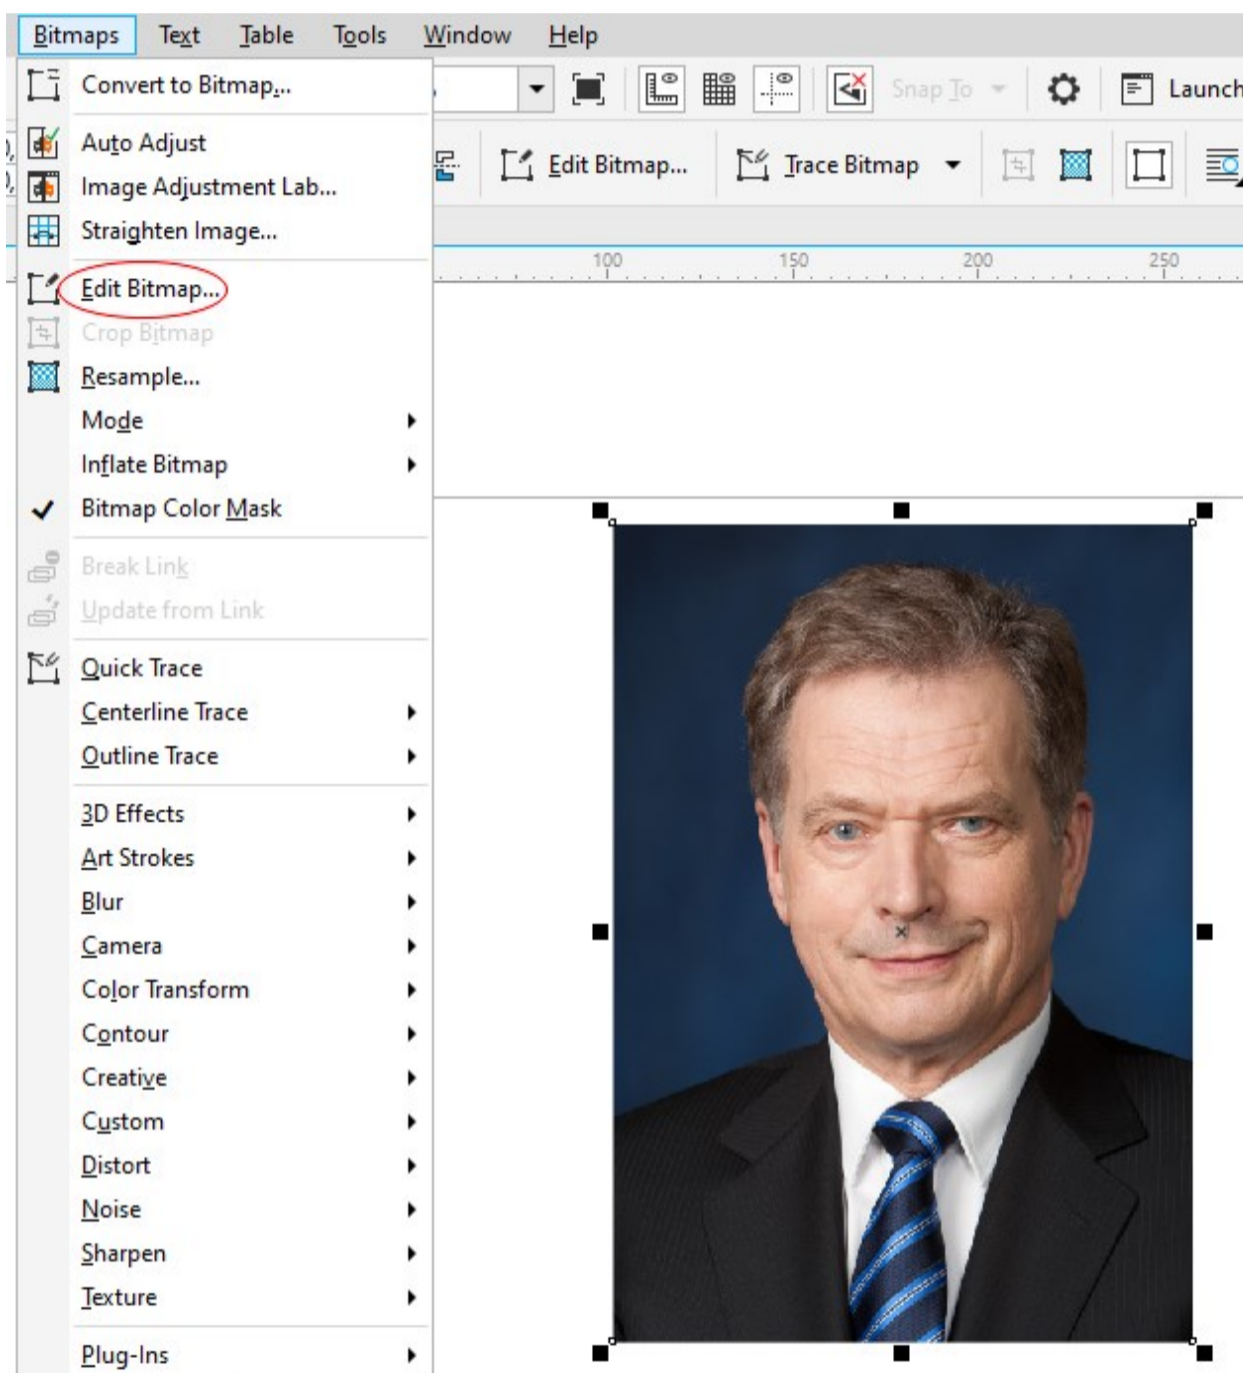 Bitmaps Text Table Tools Window Help
Convert to Bitmap...
Snap To Launch
Auto Adjust
Edit Bitmap... Trace Bitmap
Image Adjustment Lab...
Straighten Image...
100 150 200 250
Edit Bitmap...
Crop Bitmap
Resample...
Mode
Inflate Bitmap
Bitmap Color Mask
Break Link
Update from Link
Quick Trace
Centerline Trace
Outline Trace
3D Effects
Art Strokes
Blur
Camera
Color Transform
Contour
Creative
Custom
Distort
Noise
Sharpen
Texture
Plug-Ins